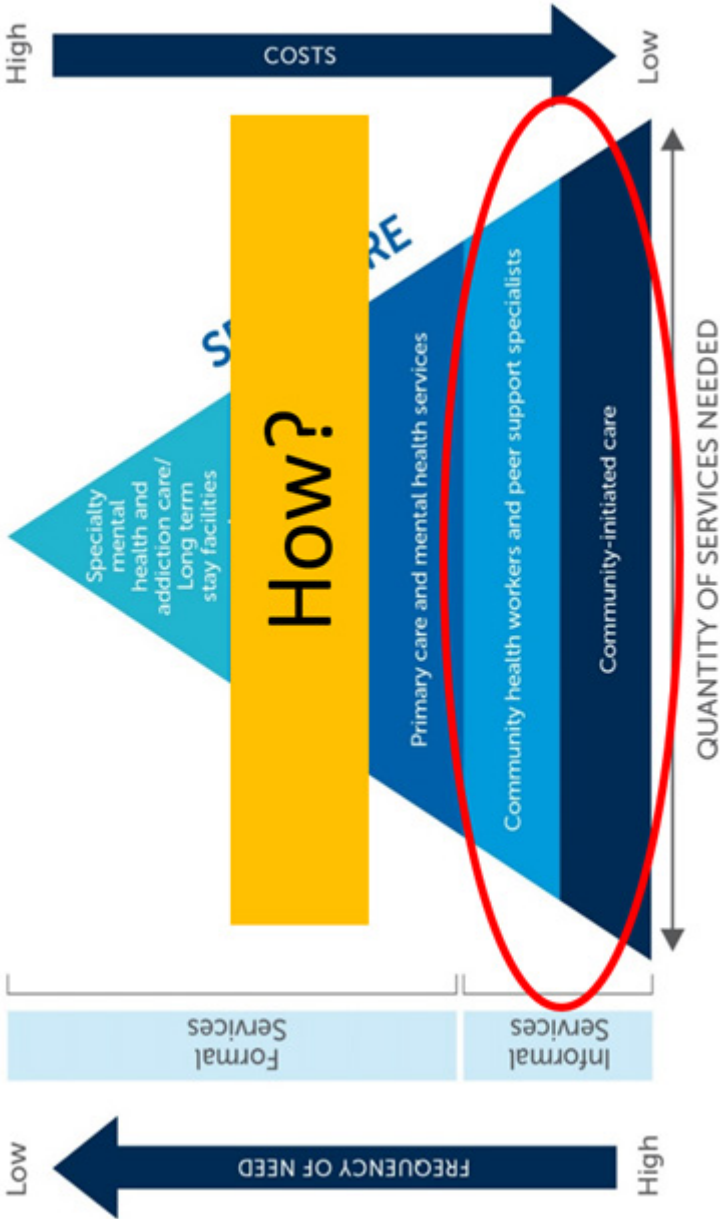 Low
FREQUENCY OF NEED
High
Formal
Services
Informal
Services
Specialty
mental
health and
addiction care/
Long term
stay facilities
How?
Primary care and mental health services
Community health workers and peer support specialists
Community-initiated care
QUANTITY OF SERVICES NEEDED
High
COSTS
Low